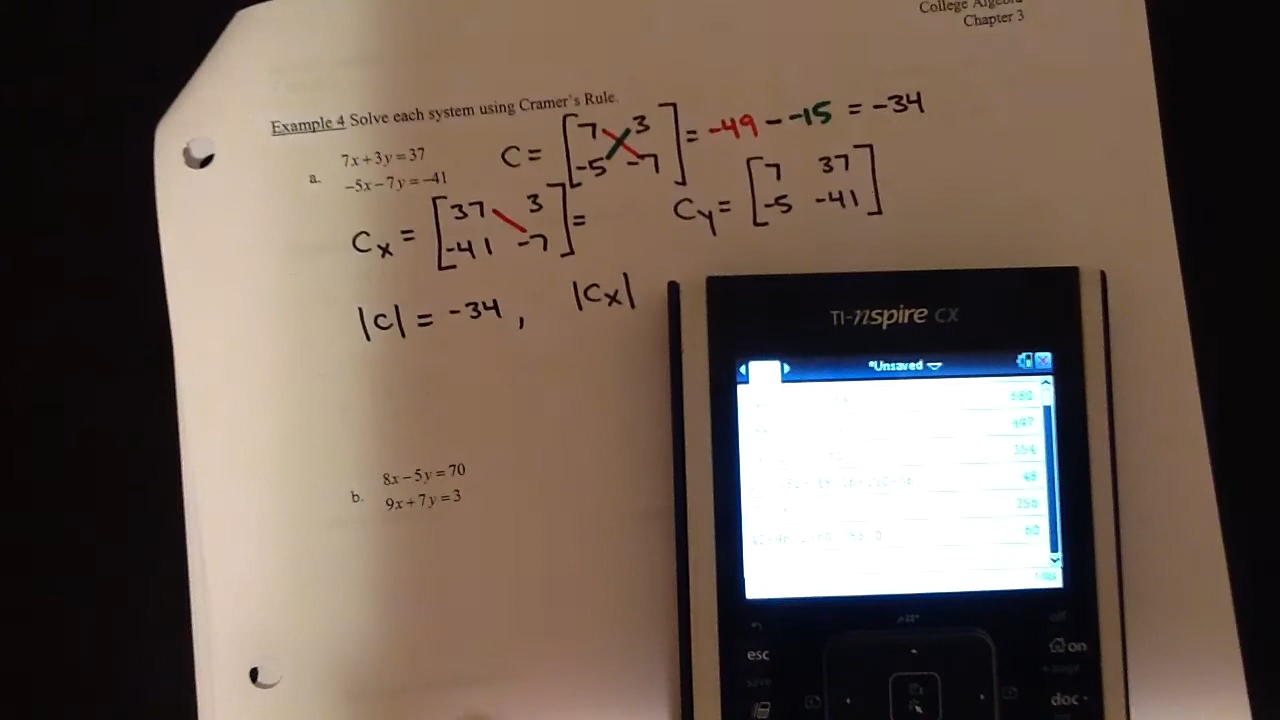 College Algebra
Chapter 3
Example 4 Solve each system using Cramer's Rule.
a.
7x+3y=37
−5x−7y=−41
C = [7 3
-5 -7] = -49 - -15 = -34
Cx = [37 3
-41 -7] =
Cy = [7 37
-5 -41]
|C| = -34, |Cx|
b.
8x−5y=70
9x+7y=3
TI-nspire CX
*Unsaved
esc
on
doc